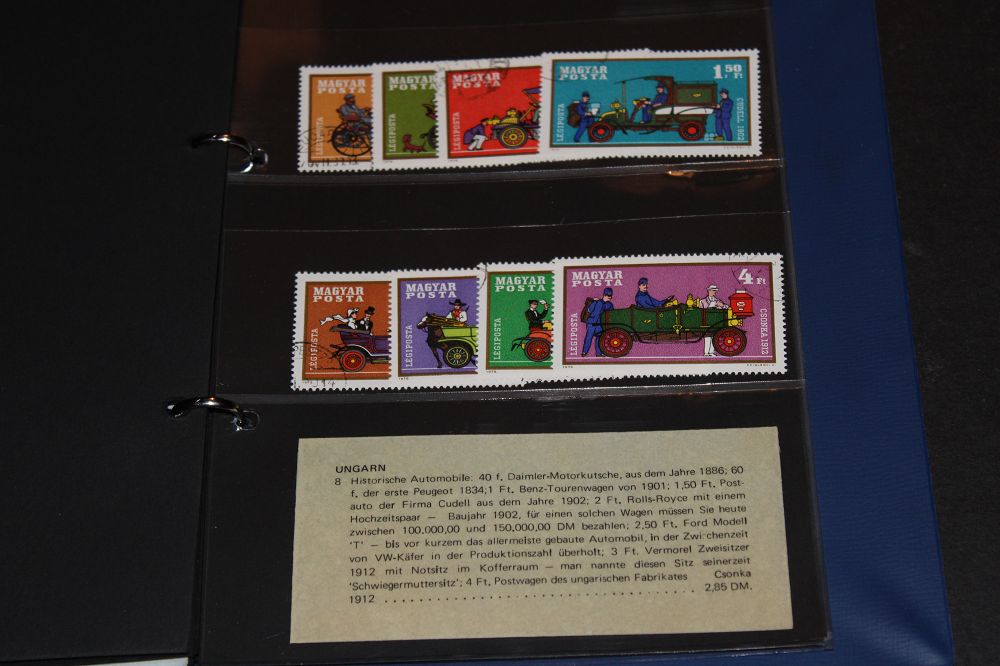 MAGYAR
POSTA
LÉGIPOSTA
MAGYAR
POSTA
LÉGIPOSTA
MAGYAR
POSTA
LÉGIPOSTA
MAGYAR
POSTA
LÉGIPOSTA
1.50 Ft
CUDELL 1902
MAGYAR
POSTA
LÉGIPOSTA
MAGYAR
POSTA
LÉGIPOSTA
1975
MAGYAR
POSTA
LÉGIPOSTA
1975
MAGYAR
POSTA
LÉGIPOSTA
4 Ft
CSONKA 1912
UNGARN
8 Historische Automobile: 40 f. Daimler-Motorkutsche, aus dem Jahre 1886; 60
f. der erste Peugeot 1834;1 Ft. Benz-Tourenwagen von 1901; 1,50 Ft. Post-
auto der Firma Cudell aus dem Jahre 1902; 2 Ft. Rolls-Royce mit einem
Hochzeitspaar – Baujahr 1902, für einen solchen Wagen müssen Sie heute
zwischen 100.000,00 und 150.000,00 DM bezahlen; 2,50 Ft. Ford Modell
'T' – bis vor kurzem das allermeiste gebaute Automobil, in der Zwischenzeit
von VW-Käfer in der Produktionszahl überholt; 3 Ft. Vermorel Zweisitzer
1912 mit Notsitz im Kofferraum – man nannte diesen Sitz seinerzeit
'Schwiegermuttersitz'; 4 Ft. Postwagen des ungarischen Fabrikates Csonka
1912 . . . . . . . . . . . . . . . . . . . . . . . . . . . . . . . . . . 2,85 DM.